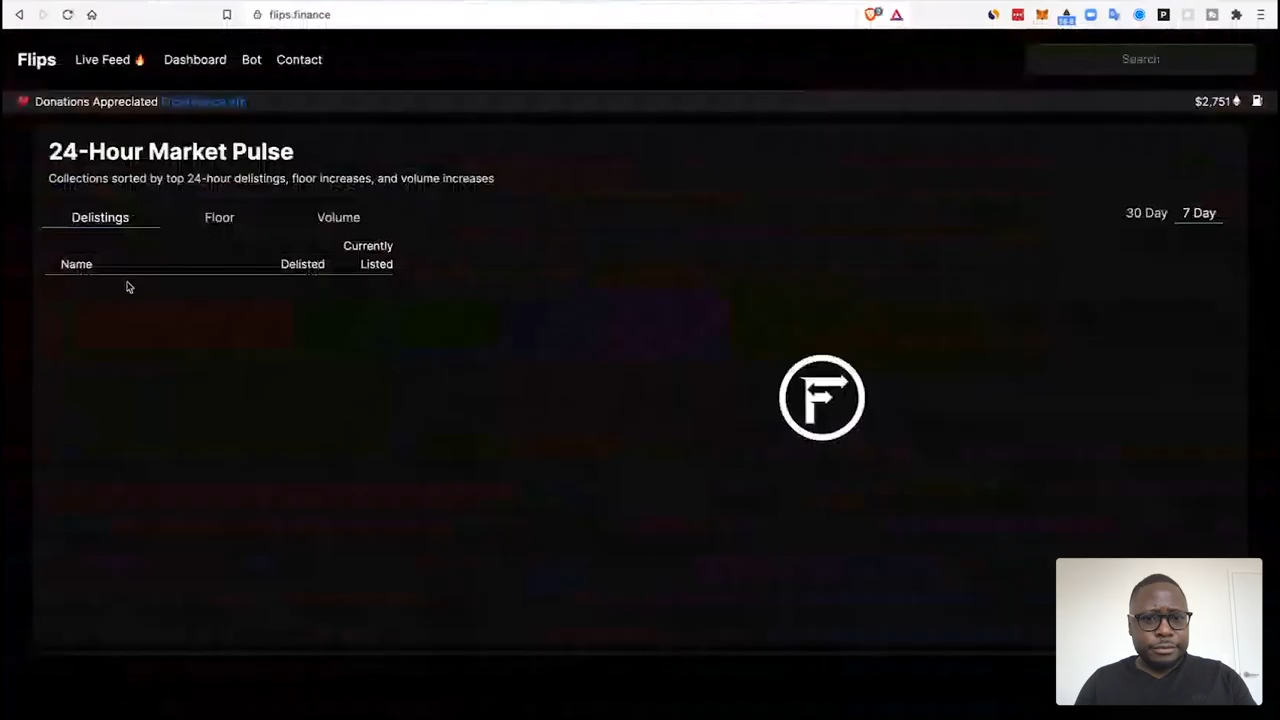 flips.finance
Flips Live Feed 🔥 Dashboard Bot Contact Search
Donations Appreciated
$2,751
24-Hour Market Pulse
Collections sorted by top 24-hour delistings, floor increases, and volume increases
Delistings Floor Volume 30 Day 7 Day
Currently
Name Delisted Listed